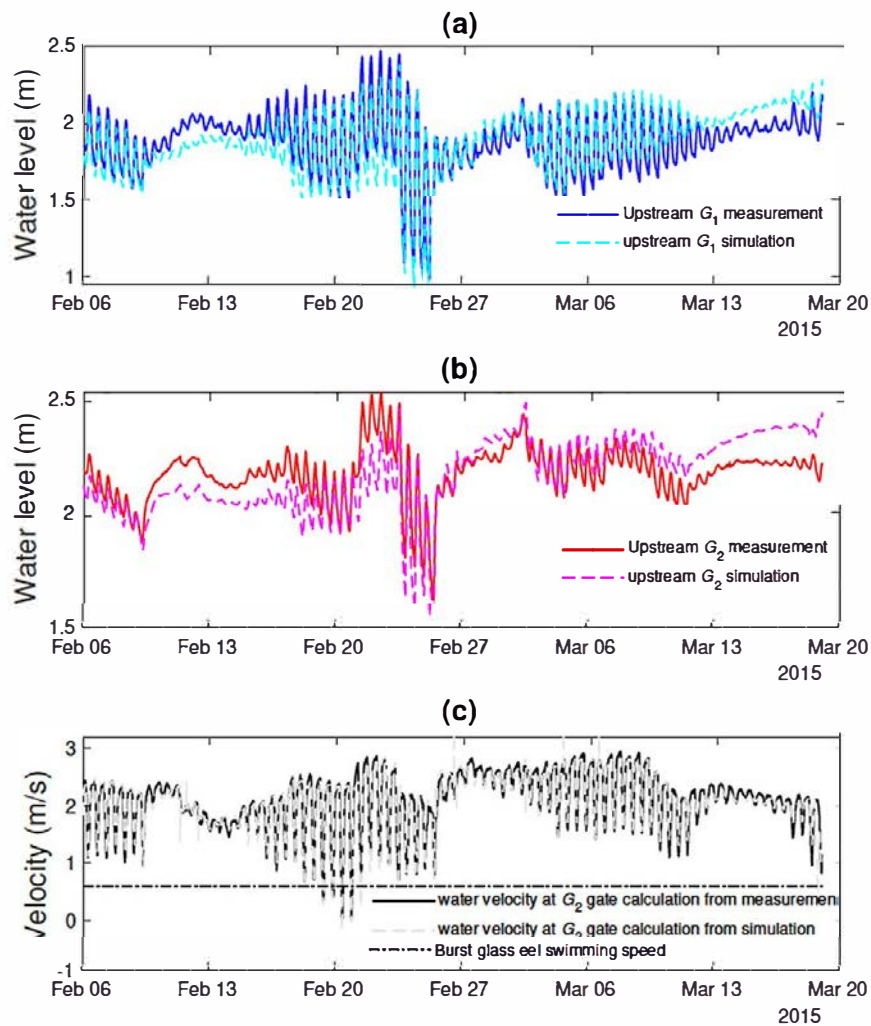 (a)
2.5
2
1.5
1
Water level (m)
Upstream G1 measurement
upstream G1 simulation
Feb 06 Feb 13 Feb 20 Feb 27 Mar 06 Mar 13 Mar 20
2015
(b)
2.5
2
1.5
Water level (m)
Upstream G2 measurement
upstream G2 simulation
Feb 06 Feb 13 Feb 20 Feb 27 Mar 06 Mar 13 Mar 20
2015
(c)
3
2
1
0
-1
Velocity (m/s)
water velocity at G2 gate calculation from measuremen
water velocity at G2 gate calculation from simulation
Burst glass eel swimming speed
Feb 06 Feb 13 Feb 20 Feb 27 Mar 06 Mar 13 Mar 20
2015